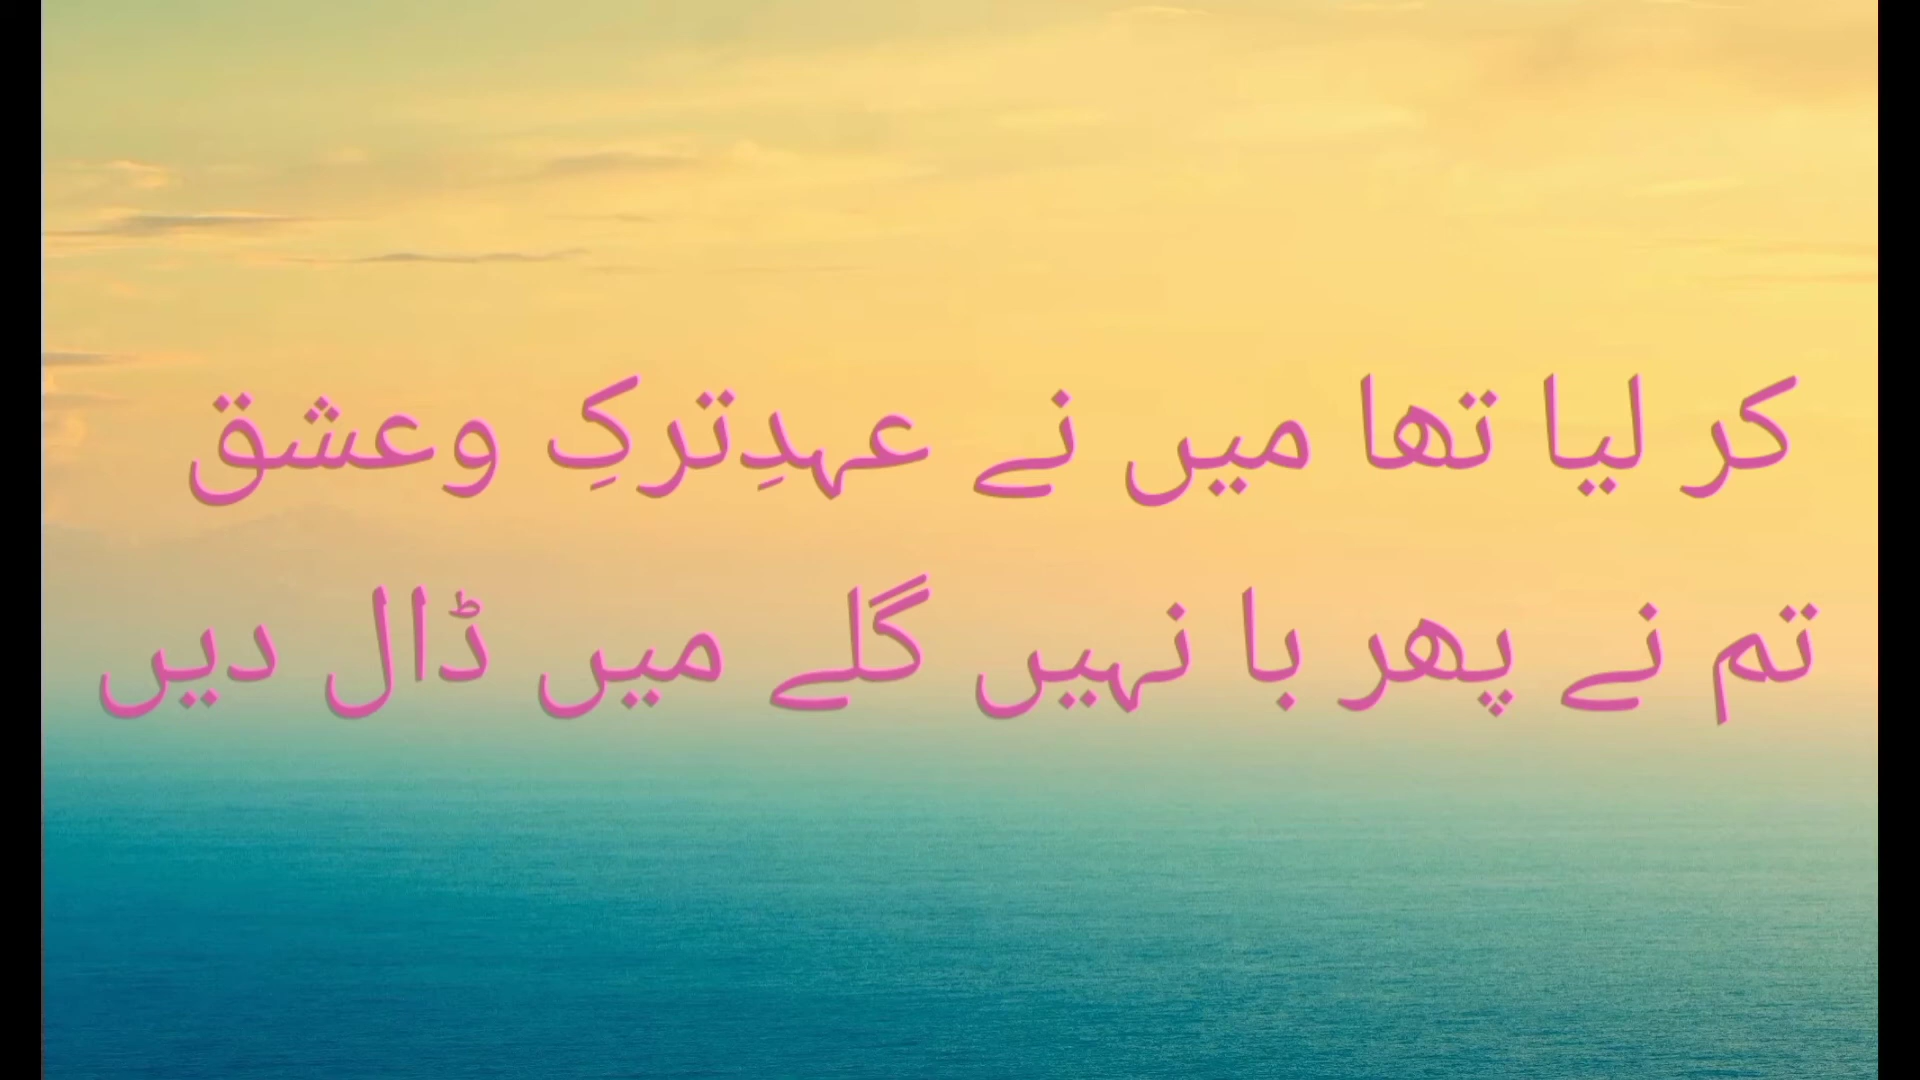 کر لیا تھا میں نے عہدِترکِ وعشق
تم نے پھر با نہیں گلے میں ڈال دیں